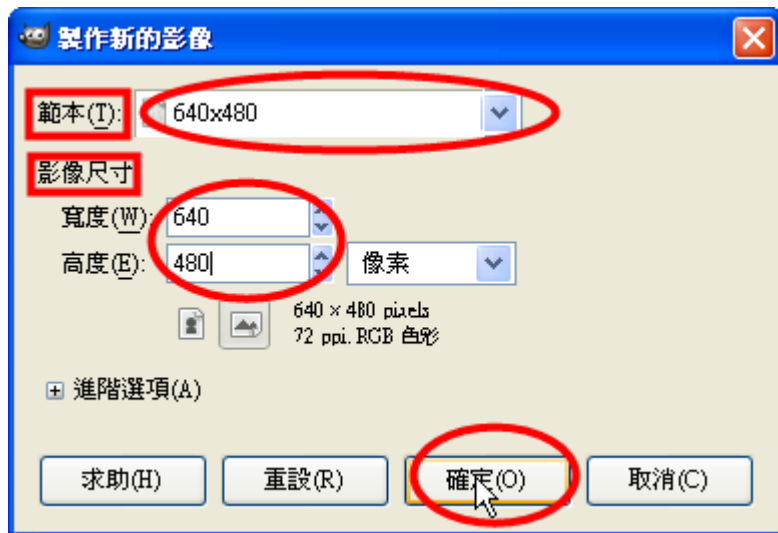 製作新的影像
範本(T): 640x480
影像尺寸
寬度(W): 640
高度(E): 480 像素
640 × 480 pixels
72 ppi. RGB 色彩
進階選項(A)
求助(H) 重設(R) 確定(O) 取消(C)